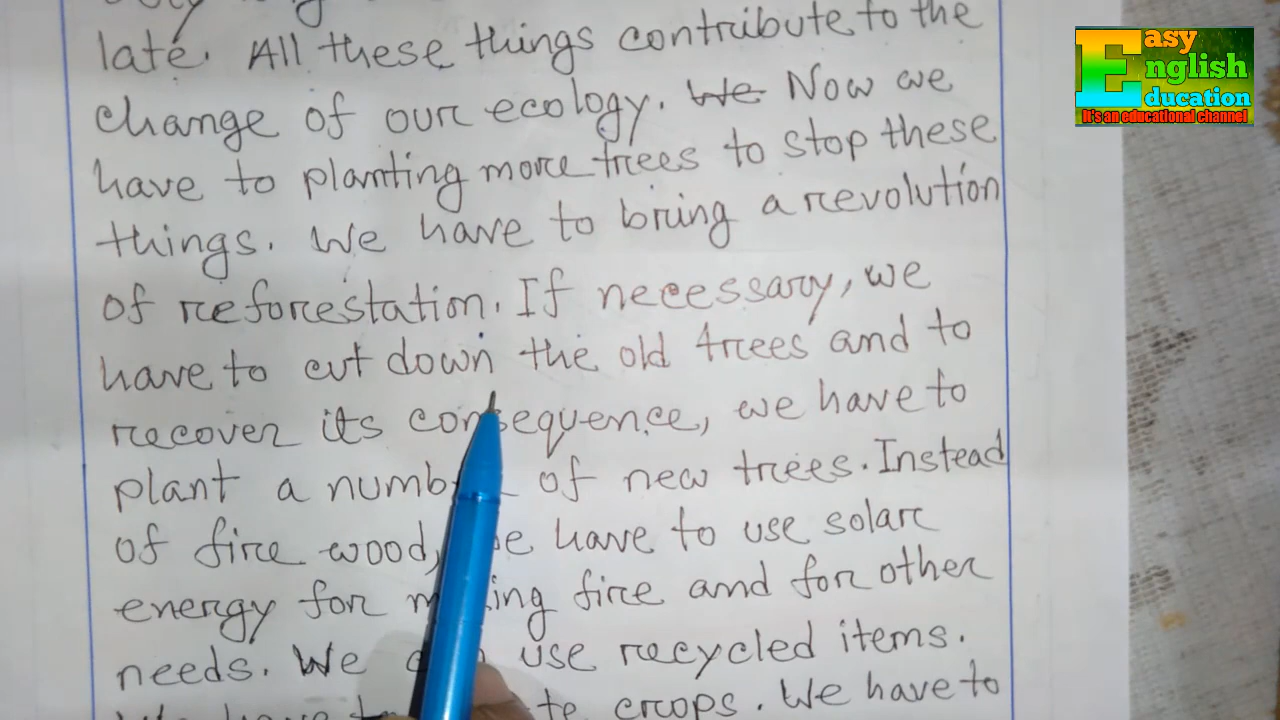 late. All these things contribute to the
change of our ecology. We Now we
have to planting more trees to stop these
things. We have to bring a revolution
of reforestation. If necessary, we
have to cut down the old trees and to
recover its consequence, we have to
plant a numb of new trees. Instead
of fire wood, have to use solar
energy for fire and for other
needs. We use recycled items.
crops. We have to
Easy
English
Education
It's an educational channel